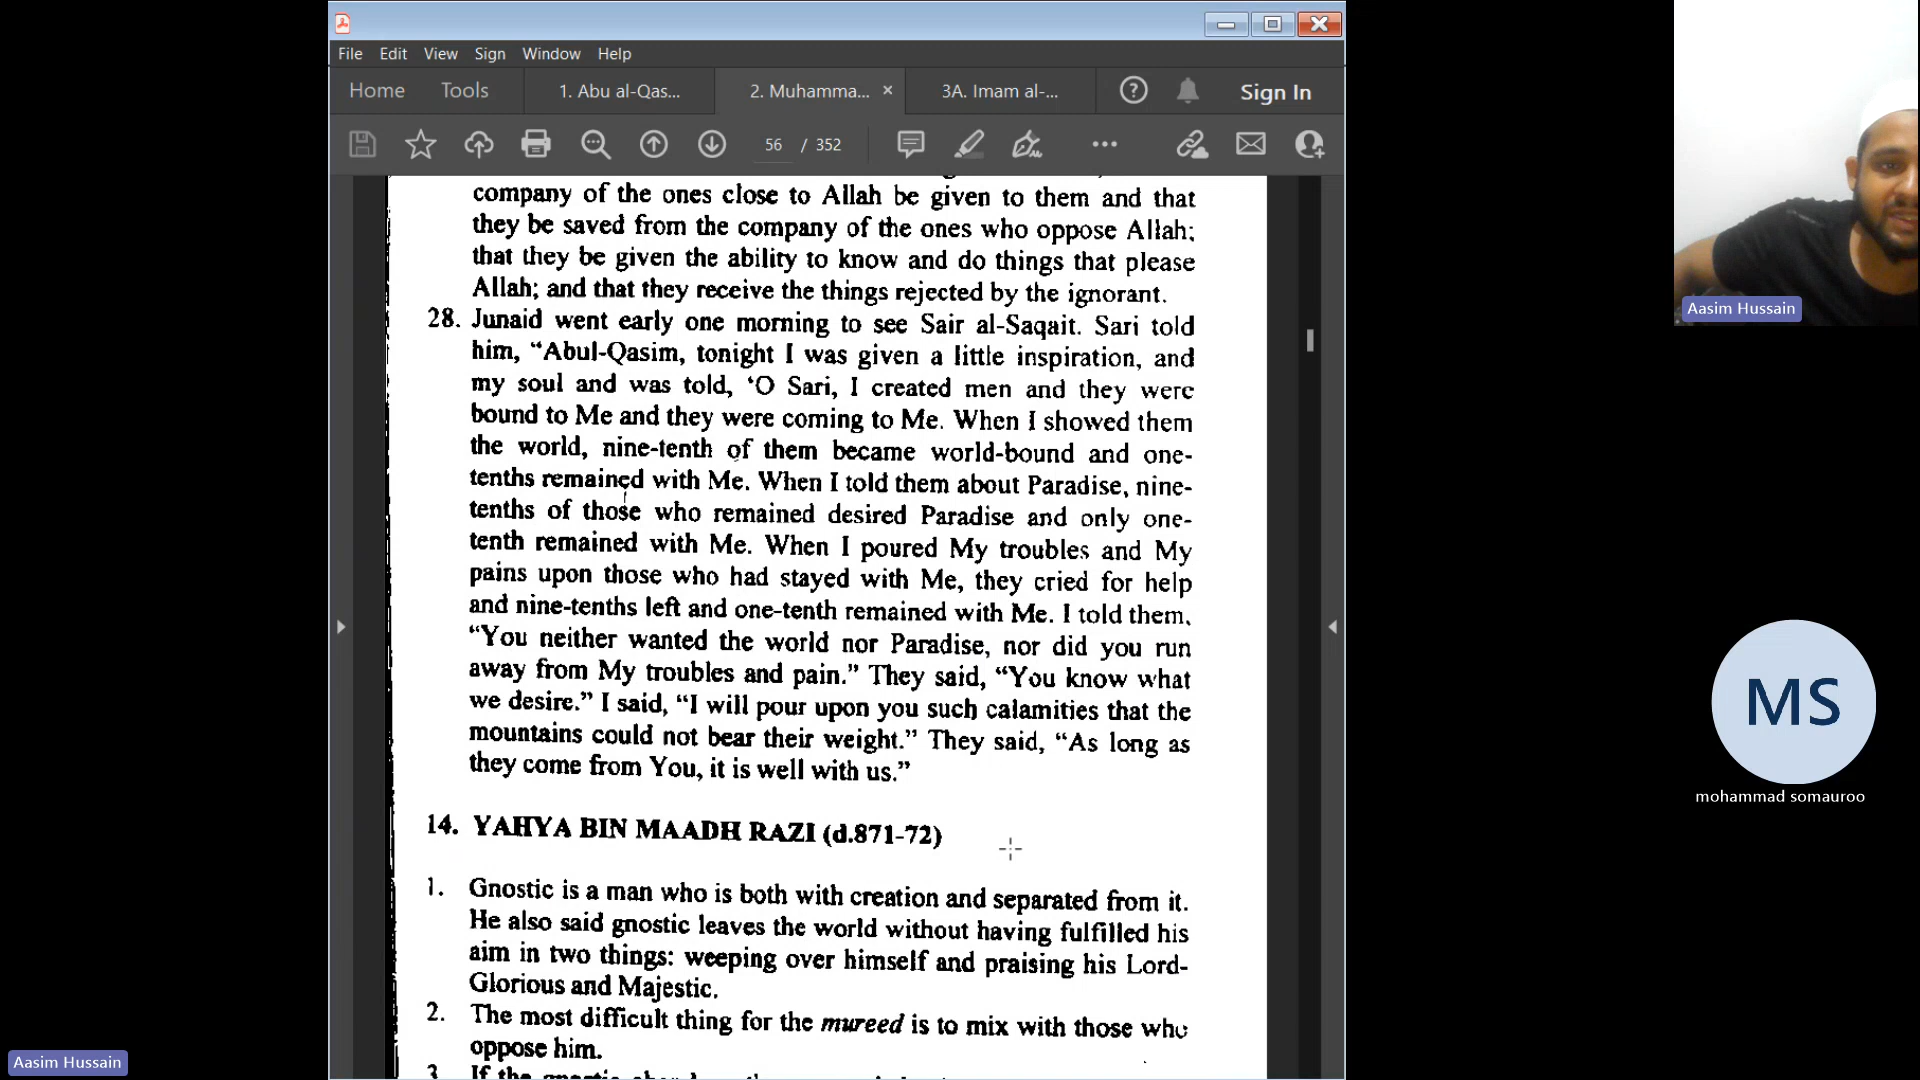 File Edit View Sign Window Help
Home Tools 1. Abu al-Qas... 2. Muhamma... × 3A. Imam al-... Sign In
56 / 352
company of the ones close to Allah be given to them and that
they be saved from the company of the ones who oppose Allah;
that they be given the ability to know and do things that please
Allah; and that they receive the things rejected by the ignorant.
28. Junaid went early one morning to see Sair al-Saqait. Sari told
him, “Abul-Qasim, tonight I was given a little inspiration, and
my soul and was told, ‘O Sari, I created men and they were
bound to Me and they were coming to Me. When I showed them
the world, nine-tenth of them became world-bound and one-
tenths remained with Me. When I told them about Paradise, nine-
tenths of those who remained desired Paradise and only one-
tenth remained with Me. When I poured My troubles and My
pains upon those who had stayed with Me, they cried for help
and nine-tenths left and one-tenth remained with Me. I told them,
“You neither wanted the world nor Paradise, nor did you run
away from My troubles and pain.” They said, “You know what
we desire.” I said, “I will pour upon you such calamities that the
mountains could not bear their weight.” They said, “As long as
they come from You, it is well with us.”
14. YAHYA BIN MAADH RAZI (d.871-72)
1. Gnostic is a man who is both with creation and separated from it.
He also said gnostic leaves the world without having fulfilled his
aim in two things: weeping over himself and praising his Lord-
Glorious and Majestic.
2. The most difficult thing for the mureed is to mix with those who
oppose him.
3. If the
Aasim Hussain
MS
mohammad somauroo
Aasim Hussain